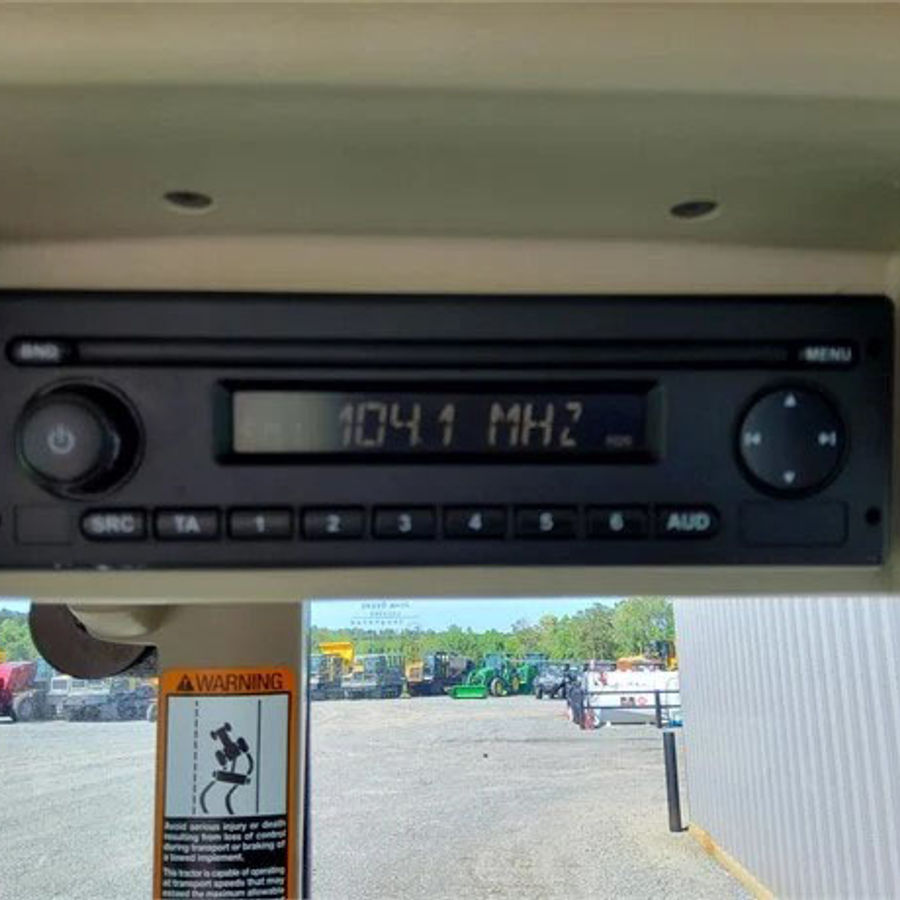 BND
MENU
104.1 MHZ
SRC TA 1 2 3 4 5 6 AUD
WARNING
Avoid serious injury or death
resulting from loss of control
during transport or braking of
a towed implement.
This tractor is capable of operating
at transport speeds that may
exceed the maximum allowable